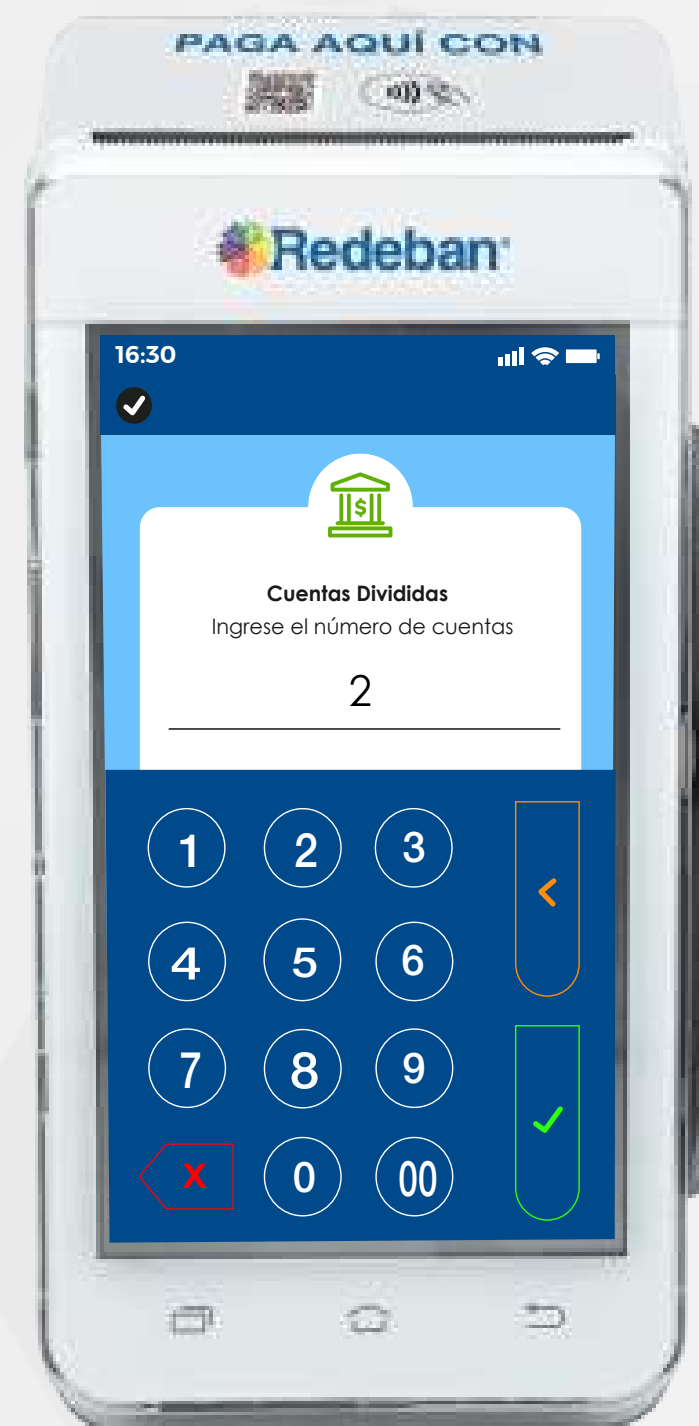 PAGA AQUÍ CON
Redeban
16:30
$
Cuentas Divididas
Ingrese el número de cuentas
2
1 2 3
4 5 6
7 8 9
X 0 00